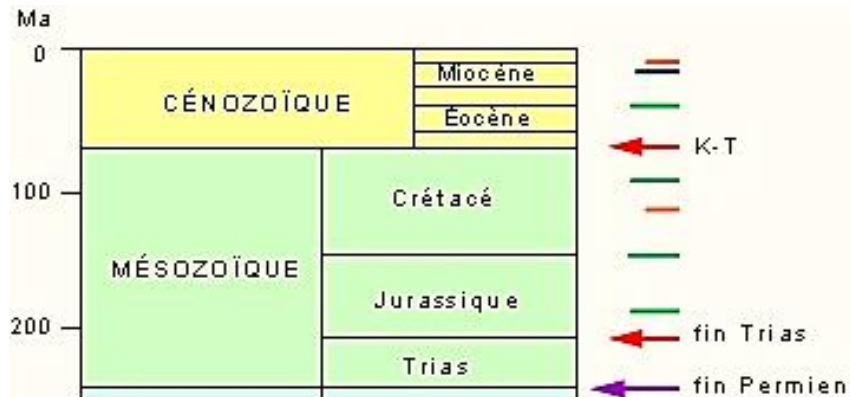 Ma
0
Miocène
CÉNOZOÏQUE
Éocène
K-T
100
Crétacé
MÉSOZOÏQUE
Jurassique
200
fin Trias
Trias
fin Permien